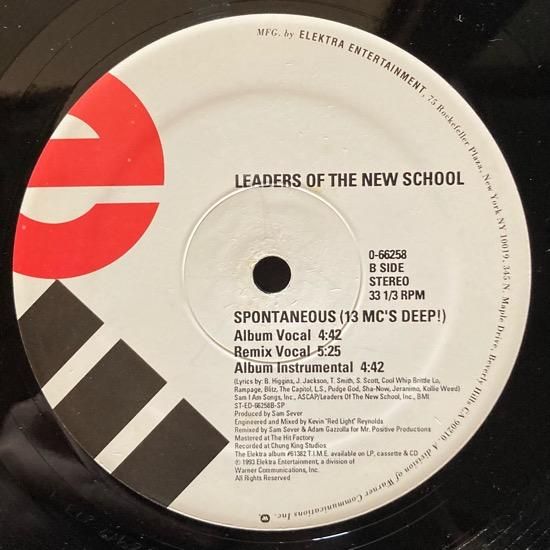 MFG. by ELEKTRA ENTERTAINMENT, 75 Rockefeller Plaza, New York NY 10019, 345 N. Maple Drive, Beverly Hills CA 90210. A division of Warner Communications Inc.
e
LEADERS OF THE NEW SCHOOL
0-66258
B SIDE
STEREO
33 1/3 RPM
SPONTANEOUS (13 MC'S DEEP!)
Album Vocal 4:42
Remix Vocal 5:25
Album Instrumental 4:42
(Lyrics by: B. Higgins, J. Jackson, T. Smith, S. Scott, Cool Whip Brittle Lo,
Rampage, Blitz, The Capitol, L.S., Pudge God, Sha-Now, Jeranimo, Kollie Weed)
Sam I Am Songs, Inc., ASCAP/Leaders Of The New School, Inc., BMI
ST-ED-66258B-SP
Produced by Sam Sever
Engineered and Mixed by Kevin "Red Light" Reynolds
Remixed by Sam Sever & Adam Gazzolla for Mr. Positive Productions
Mastered at The Hit Factory
Recorded at Chung King Studios
The Elektra album #61382 T.I.M.E. available on LP, cassette & CD
℗ 1993 Elektra Entertainment, a division of
Warner Communications, Inc.
All Rights Reserved